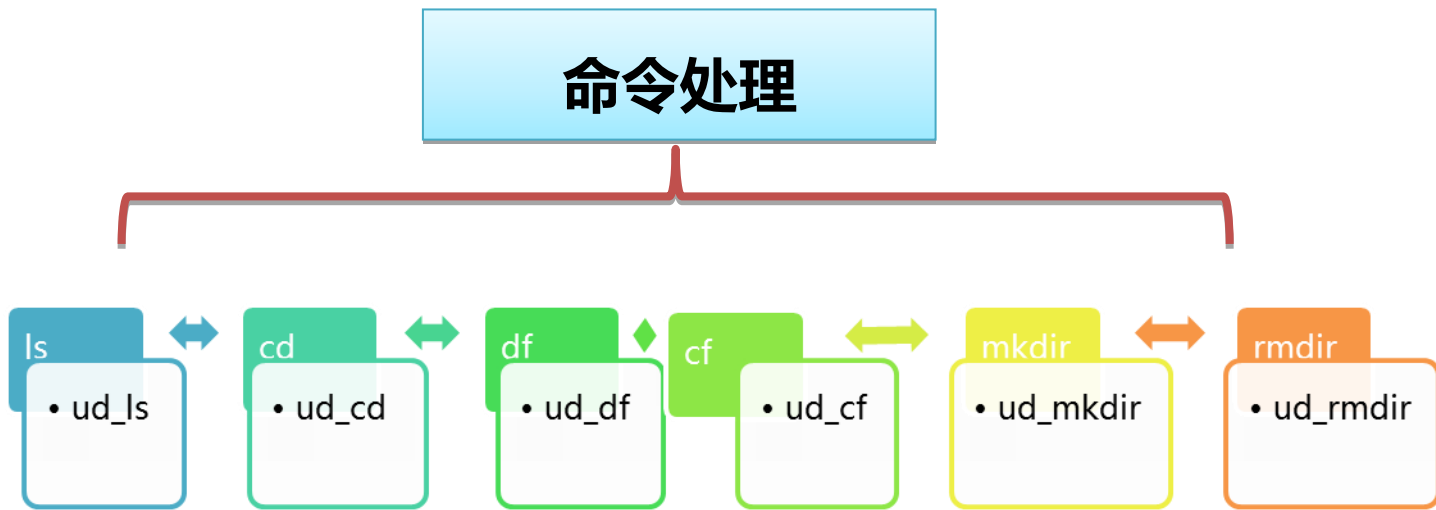 命令处理
ls
cd
df
cf
mkdir
rmdir
• ud_ls
• ud_cd
• ud_df
• ud_cf
• ud_mkdir
• ud_rmdir